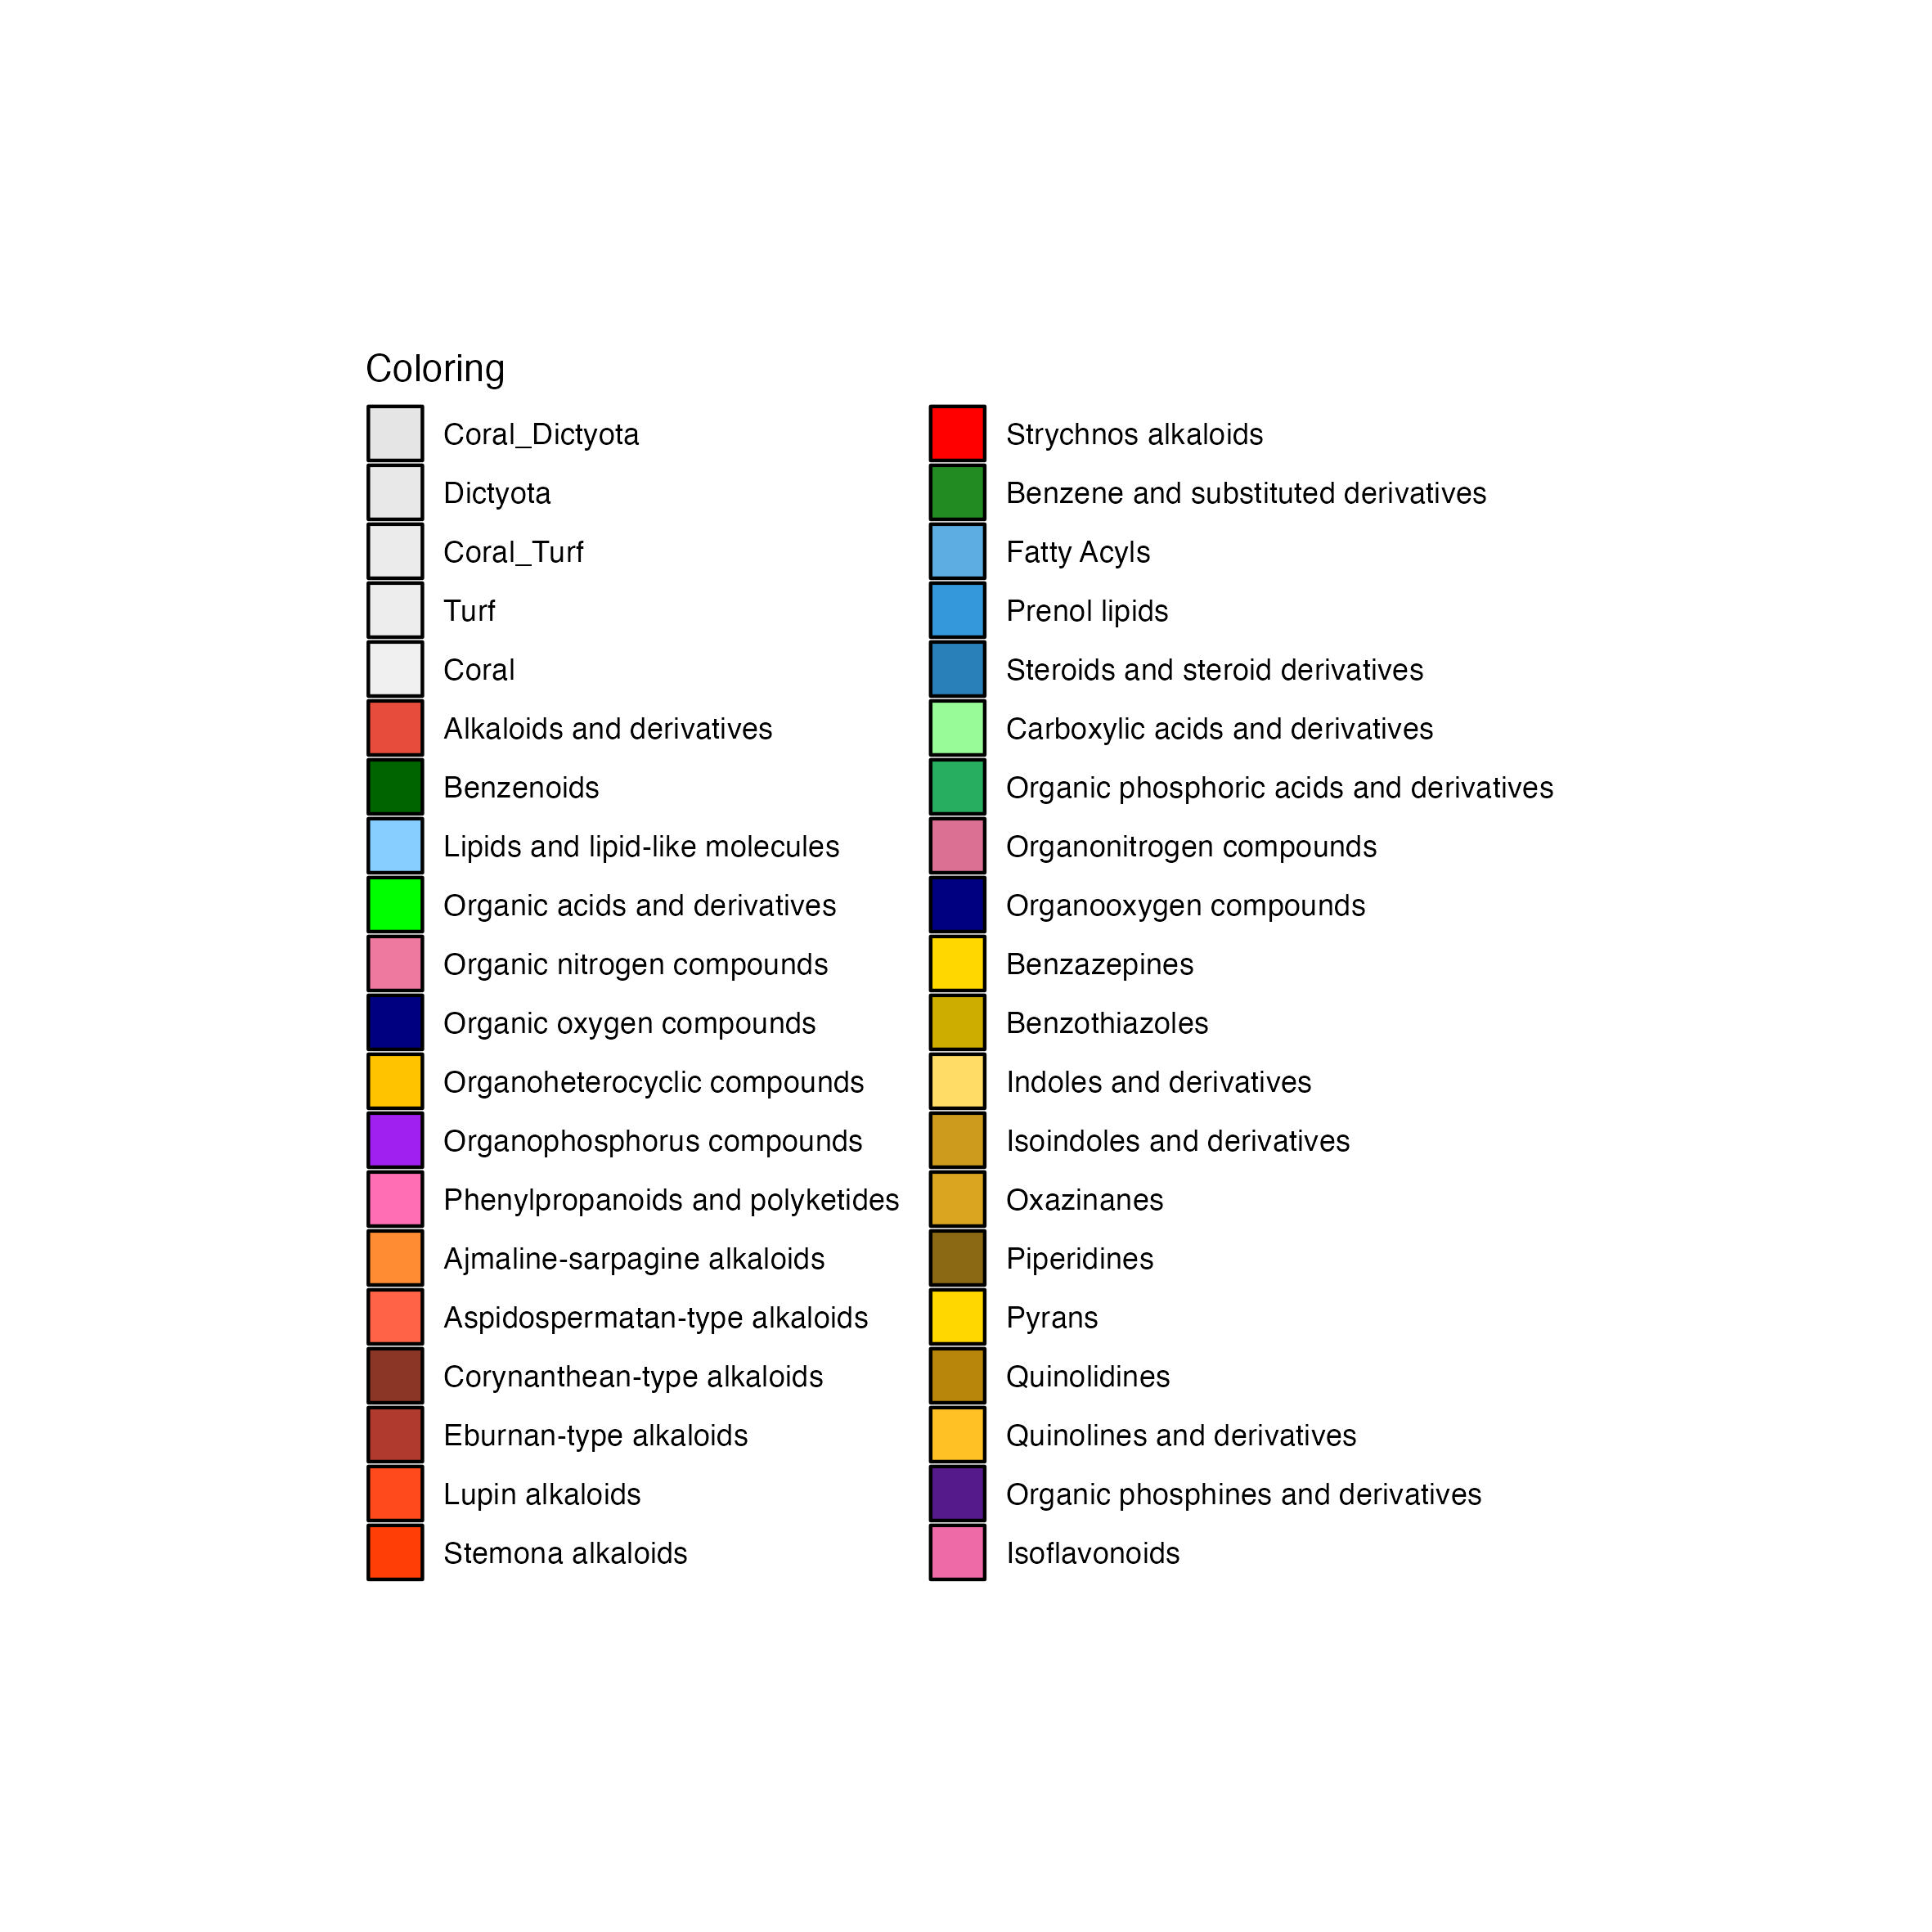 Coloring
Coral_Dictyota
Dictyota
Coral_Turf
Turf
Coral
Alkaloids and derivatives
Benzenoids
Lipids and lipid-like molecules
Organic acids and derivatives
Organic nitrogen compounds
Organic oxygen compounds
Organoheterocyclic compounds
Organophosphorus compounds
Phenylpropanoids and polyketides
Ajmaline-sarpagine alkaloids
Aspidospermatan-type alkaloids
Corynanthean-type alkaloids
Eburnan-type alkaloids
Lupin alkaloids
Stemona alkaloids
Strychnos alkaloids
Benzene and substituted derivatives
Fatty Acyls
Prenol lipids
Steroids and steroid derivatives
Carboxylic acids and derivatives
Organic phosphoric acids and derivatives
Organonitrogen compounds
Organooxygen compounds
Benzazepines
Benzothiazoles
Indoles and derivatives
Isoindoles and derivatives
Oxazinanes
Piperidines
Pyrans
Quinolidines
Quinolines and derivatives
Organic phosphines and derivatives
Isoflavonoids